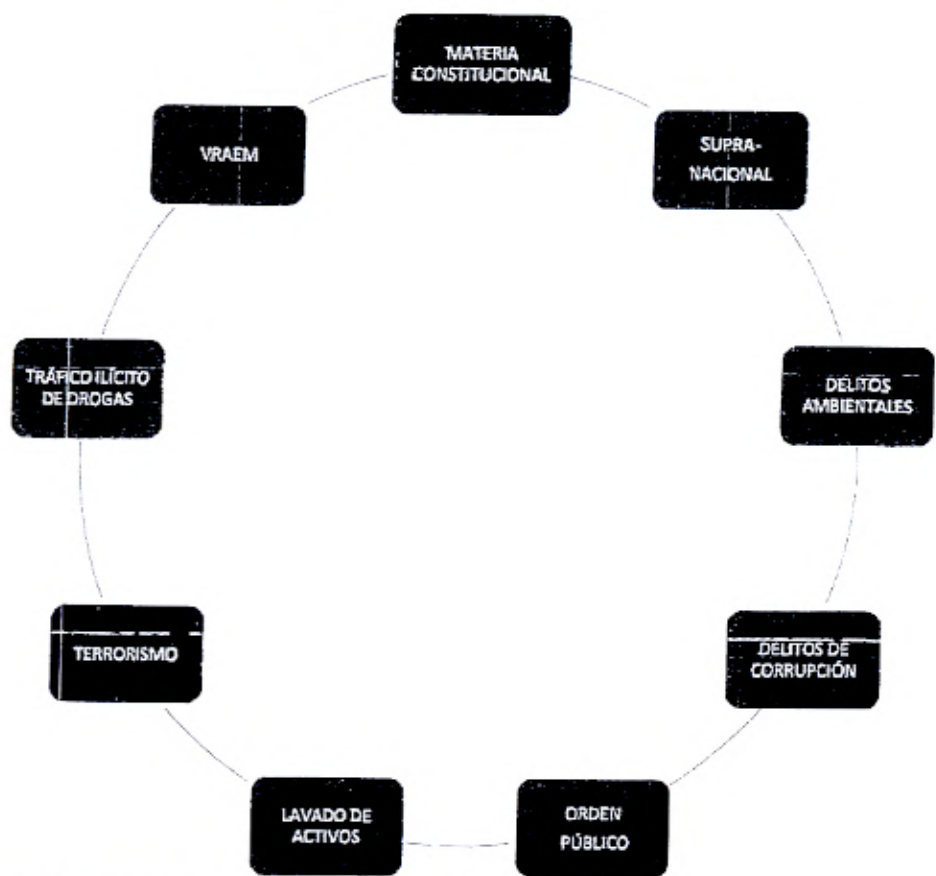 MATERIA
CONSTITUCIONAL
SUPRA-
NACIONAL
DELITOS
AMBIENTALES
DELITOS DE
CORRUPCIÓN
ORDEN
PÚBLICO
LAVADO DE
ACTIVOS
TERRORISMO
TRÁFICO ILÍCITO
DE DROGAS
VRAEM